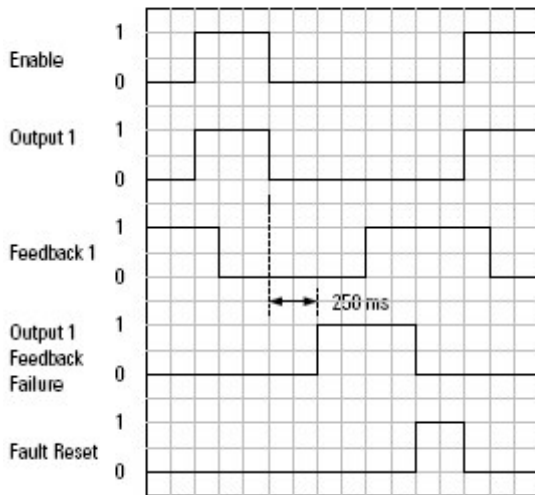 1
Enable
0
1
Output 1
0
1
Feedback 1
0
250 ms
Output 1
1
Feedback
Failure
0
1
Fault Reset
0